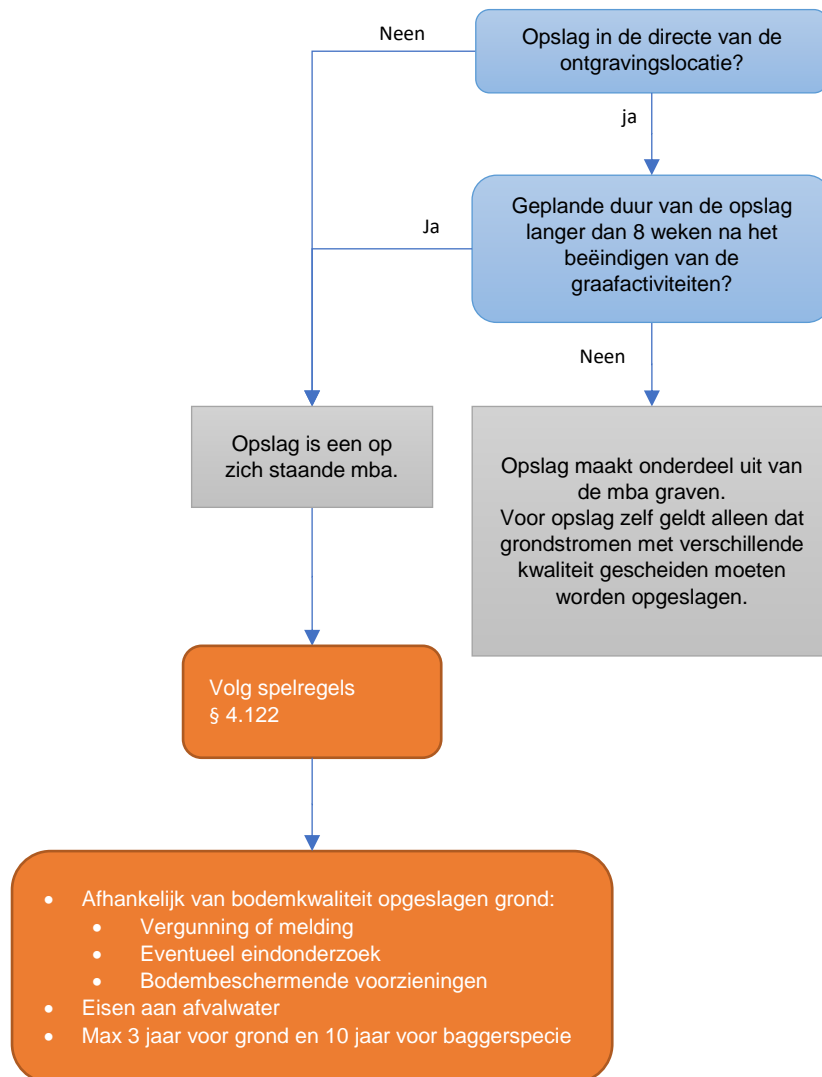 Neen
Opslag in de directe van de
ontgravingslocatie?
ja
Ja
Geplande duur van de opslag
langer dan 8 weken na het
beëindigen van de
graafactiviteiten?
Neen
Opslag is een op
zich staande mba.
Opslag maakt onderdeel uit van
de mba graven.
Voor opslag zelf geldt alleen dat
grondstromen met verschillende
kwaliteit gescheiden moeten
worden opgeslagen.
Volg spelregels
§ 4.122
• Afhankelijk van bodemkwaliteit opgeslagen grond:
• Vergunning of melding
• Eventueel eindonderzoek
• Bodembeschermende voorzieningen
• Eisen aan afvalwater
• Max 3 jaar voor grond en 10 jaar voor baggerspecie